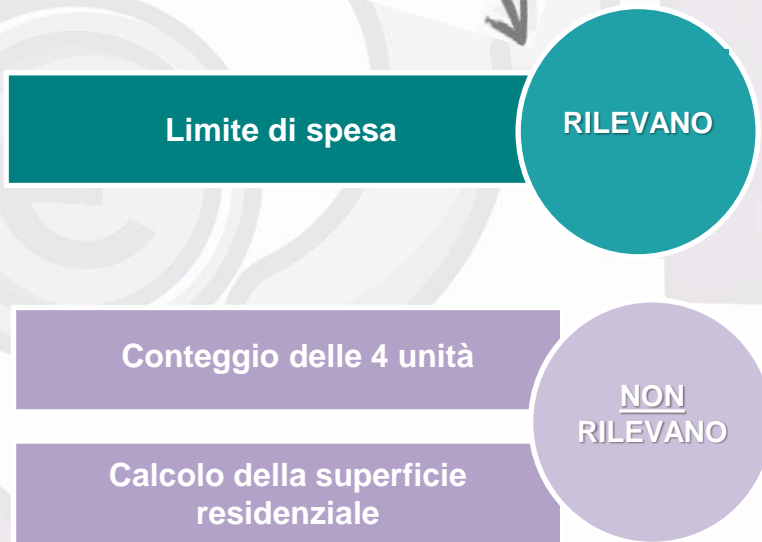 Limite di spesa
RILEVANO
Conteggio delle 4 unità
NON
RILEVANO
Calcolo della superficie
residenziale